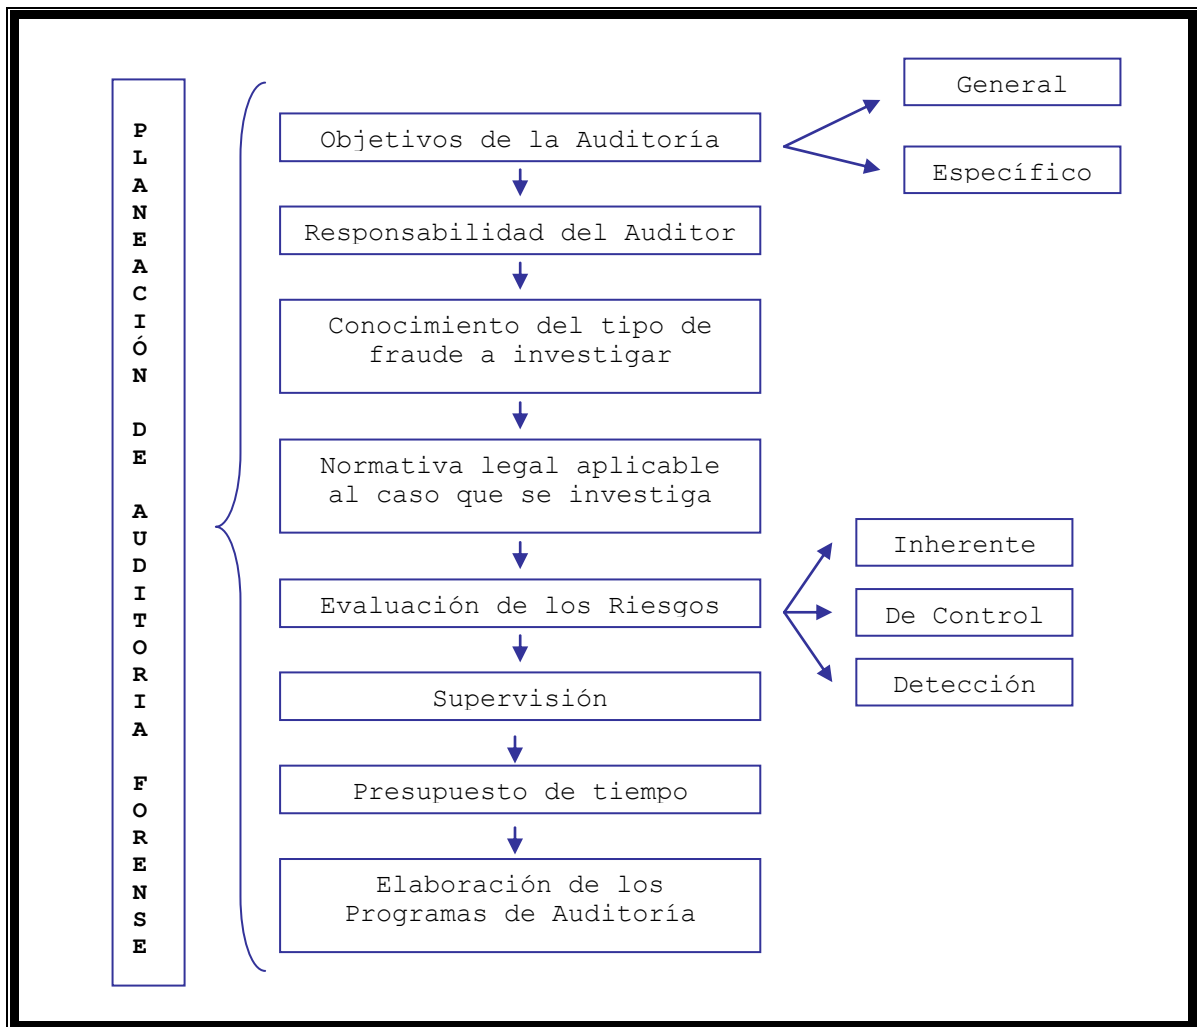 PLANEACIÓN DE AUDITORIA FORENSE
Objetivos de la Auditoría
General
Específico
Responsabilidad del Auditor
Conocimiento del tipo de
fraude a investigar
Normativa legal aplicable
al caso que se investiga
Evaluación de los Riesgos
Inherente
De Control
Detección
Supervisión
Presupuesto de tiempo
Elaboración de los
Programas de Auditoría